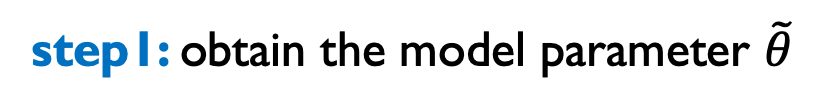 step1: obtain the model parameter θ̃